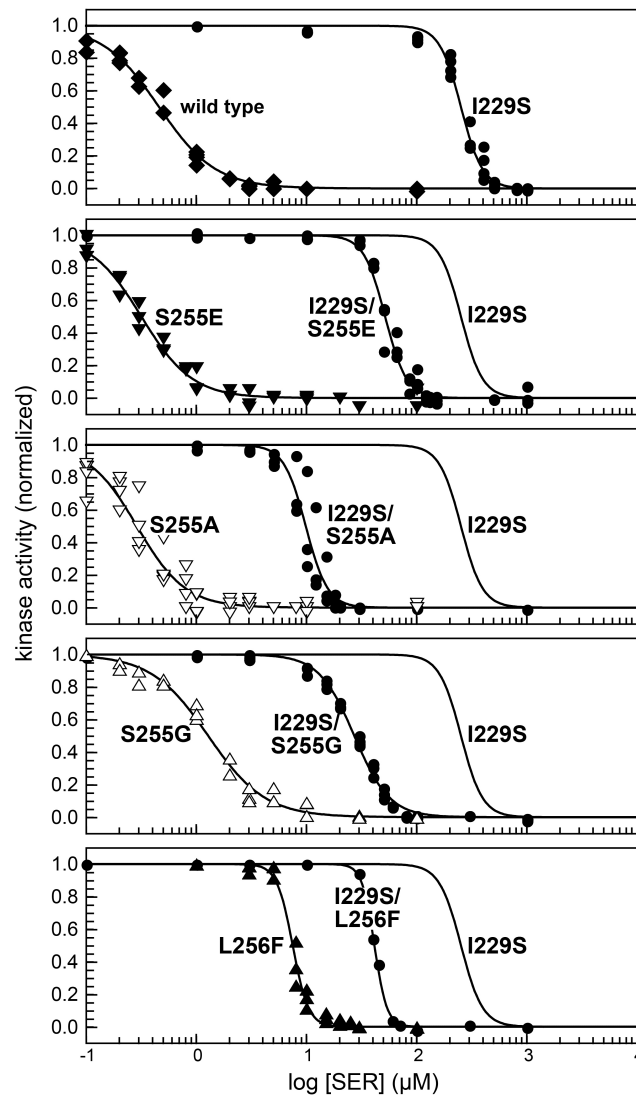 1.0
0.8
0.6
0.4
0.2
0.0
wild type
I229S
1.0
0.8
0.6
0.4
0.2
0.0
S255E
I229S/
S255E
I229S
1.0
0.8
0.6
0.4
0.2
0.0
S255A
I229S/
S255A
I229S
1.0
0.8
0.6
0.4
0.2
0.0
S255G
I229S/
S255G
I229S
1.0
0.8
0.6
0.4
0.2
0.0
L256F
I229S/
L256F
I229S
kinase activity (normalized)
-1 0 1 2 3 4
log [SER] (µM)